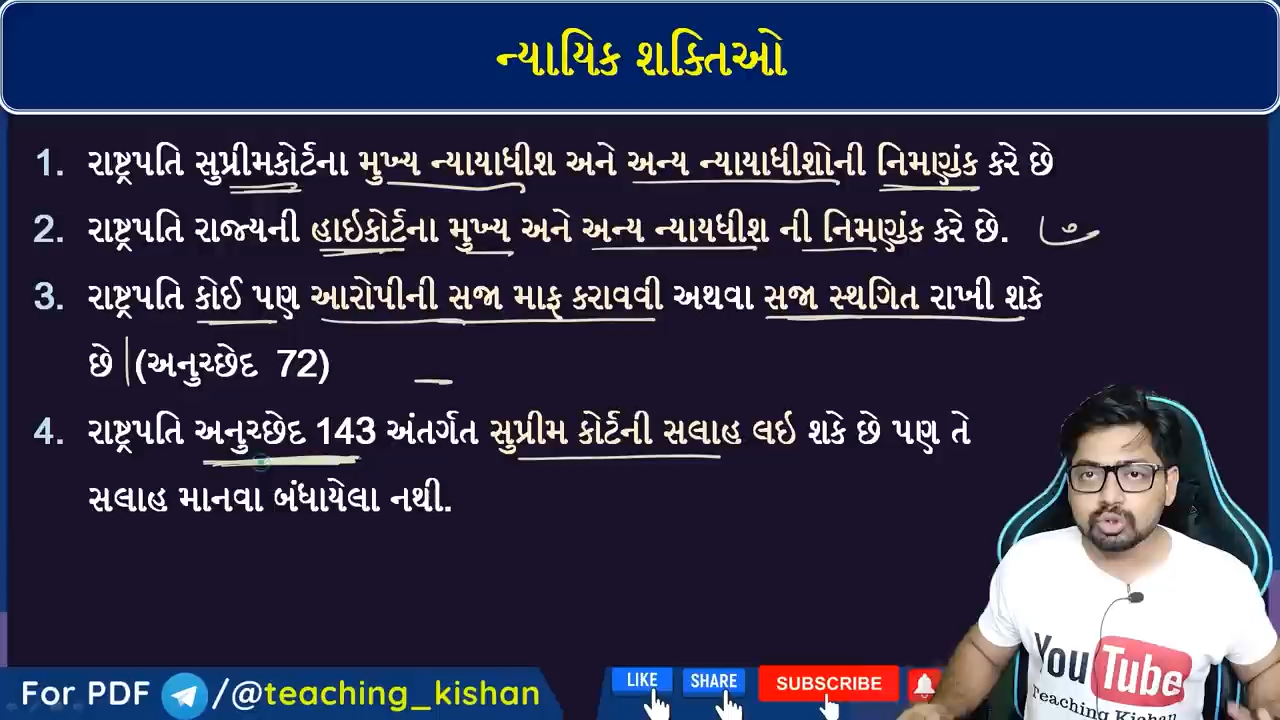 ન્યાયિક શક્તિઓ
1. રાષ્ટ્રપતિ સુપ્રીમકોર્ટના મુખ્ય ન્યાયાધીશ અને અન્ય ન્યાયાધીશોની નિમણુંક કરે છે
2. રાષ્ટ્રપતિ રાજ્યની હાઇકોર્ટના મુખ્ય અને અન્ય ન્યાયધીશ ની નિમણુંક કરે છે.
3. રાષ્ટ્રપતિ કોઈ પણ આરોપીની સજા માફ કરાવવી અથવા સજા સ્થગિત રાખી શકે
છે (અનુચ્છેદ 72)
4. રાષ્ટ્રપતિ અનુચ્છેદ 143 અંતર્ગત સુપ્રીમ કોર્ટની સલાહ લઇ શકે છે પણ તે
સલાહ માનવા બંધાયેલા નથી.
YouTube
Teaching Kishan
For PDF /@teaching_kishan
LIKE SHARE SUBSCRIBE